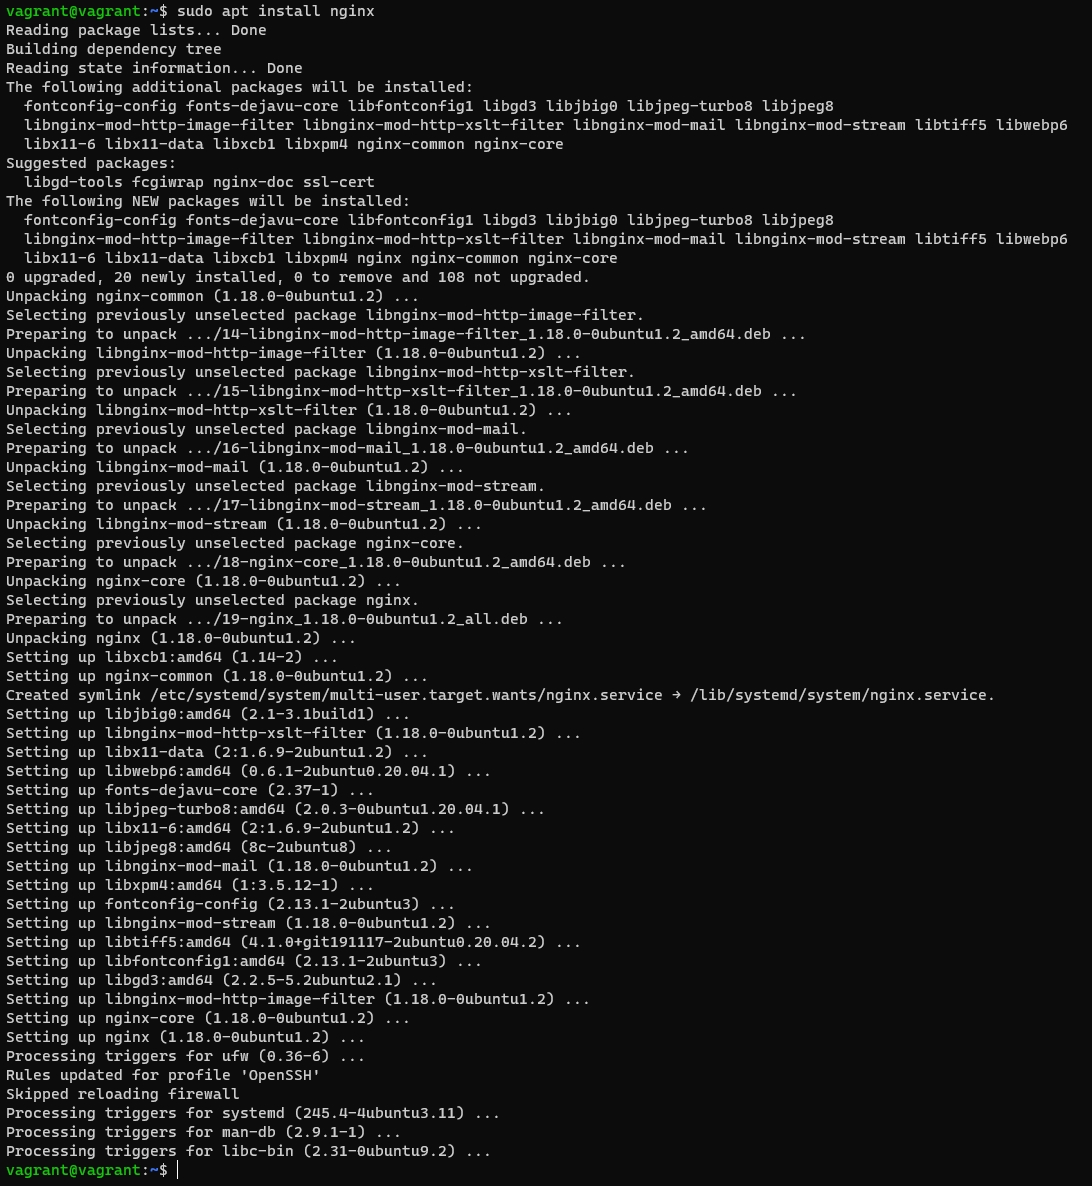 vagrant@vagrant:~$ sudo apt install nginx
Reading package lists... Done
Building dependency tree
Reading state information... Done
The following additional packages will be installed:
  fontconfig-config fonts-dejavu-core libfontconfig1 libgd3 libjbig0 libjpeg-turbo8 libjpeg8
  libnginx-mod-http-image-filter libnginx-mod-http-xslt-filter libnginx-mod-mail libnginx-mod-stream libtiff5 libwebp6
  libx11-6 libx11-data libxcb1 libxpm4 nginx-common nginx-core
Suggested packages:
  libgd-tools fcgiwrap nginx-doc ssl-cert
The following NEW packages will be installed:
  fontconfig-config fonts-dejavu-core libfontconfig1 libgd3 libjbig0 libjpeg-turbo8 libjpeg8
  libnginx-mod-http-image-filter libnginx-mod-http-xslt-filter libnginx-mod-mail libnginx-mod-stream libtiff5 libwebp6
  libx11-6 libx11-data libxcb1 libxpm4 nginx nginx-common nginx-core
0 upgraded, 20 newly installed, 0 to remove and 108 not upgraded.
Unpacking nginx-common (1.18.0-0ubuntu1.2) ...
Selecting previously unselected package libnginx-mod-http-image-filter.
Preparing to unpack .../14-libnginx-mod-http-image-filter_1.18.0-0ubuntu1.2_amd64.deb ...
Unpacking libnginx-mod-http-image-filter (1.18.0-0ubuntu1.2) ...
Selecting previously unselected package libnginx-mod-http-xslt-filter.
Preparing to unpack .../15-libnginx-mod-http-xslt-filter_1.18.0-0ubuntu1.2_amd64.deb ...
Unpacking libnginx-mod-http-xslt-filter (1.18.0-0ubuntu1.2) ...
Selecting previously unselected package libnginx-mod-mail.
Preparing to unpack .../16-libnginx-mod-mail_1.18.0-0ubuntu1.2_amd64.deb ...
Unpacking libnginx-mod-mail (1.18.0-0ubuntu1.2) ...
Selecting previously unselected package libnginx-mod-stream.
Preparing to unpack .../17-libnginx-mod-stream_1.18.0-0ubuntu1.2_amd64.deb ...
Unpacking libnginx-mod-stream (1.18.0-0ubuntu1.2) ...
Selecting previously unselected package nginx-core.
Preparing to unpack .../18-nginx-core_1.18.0-0ubuntu1.2_amd64.deb ...
Unpacking nginx-core (1.18.0-0ubuntu1.2) ...
Selecting previously unselected package nginx.
Preparing to unpack .../19-nginx_1.18.0-0ubuntu1.2_all.deb ...
Unpacking nginx (1.18.0-0ubuntu1.2) ...
Setting up libxcb1:amd64 (1.14-2) ...
Setting up nginx-common (1.18.0-0ubuntu1.2) ...
Created symlink /etc/systemd/system/multi-user.target.wants/nginx.service → /lib/systemd/system/nginx.service.
Setting up libjbig0:amd64 (2.1-3.1build1) ...
Setting up libnginx-mod-http-xslt-filter (1.18.0-0ubuntu1.2) ...
Setting up libx11-data (2:1.6.9-2ubuntu1.2) ...
Setting up libwebp6:amd64 (0.6.1-2ubuntu0.20.04.1) ...
Setting up fonts-dejavu-core (2.37-1) ...
Setting up libjpeg-turbo8:amd64 (2.0.3-0ubuntu1.20.04.1) ...
Setting up libx11-6:amd64 (2:1.6.9-2ubuntu1.2) ...
Setting up libjpeg8:amd64 (8c-2ubuntu8) ...
Setting up libnginx-mod-mail (1.18.0-0ubuntu1.2) ...
Setting up libxpm4:amd64 (1:3.5.12-1) ...
Setting up fontconfig-config (2.13.1-2ubuntu3) ...
Setting up libnginx-mod-stream (1.18.0-0ubuntu1.2) ...
Setting up libtiff5:amd64 (4.1.0+git191117-2ubuntu0.20.04.2) ...
Setting up libfontconfig1:amd64 (2.13.1-2ubuntu3) ...
Setting up libgd3:amd64 (2.2.5-5.2ubuntu2.1) ...
Setting up libnginx-mod-http-image-filter (1.18.0-0ubuntu1.2) ...
Setting up nginx-core (1.18.0-0ubuntu1.2) ...
Setting up nginx (1.18.0-0ubuntu1.2) ...
Processing triggers for ufw (0.36-6) ...
Rules updated for profile 'OpenSSH'
Skipped reloading firewall
Processing triggers for systemd (245.4-4ubuntu3.11) ...
Processing triggers for man-db (2.9.1-1) ...
Processing triggers for libc-bin (2.31-0ubuntu9.2) ...
vagrant@vagrant:~$